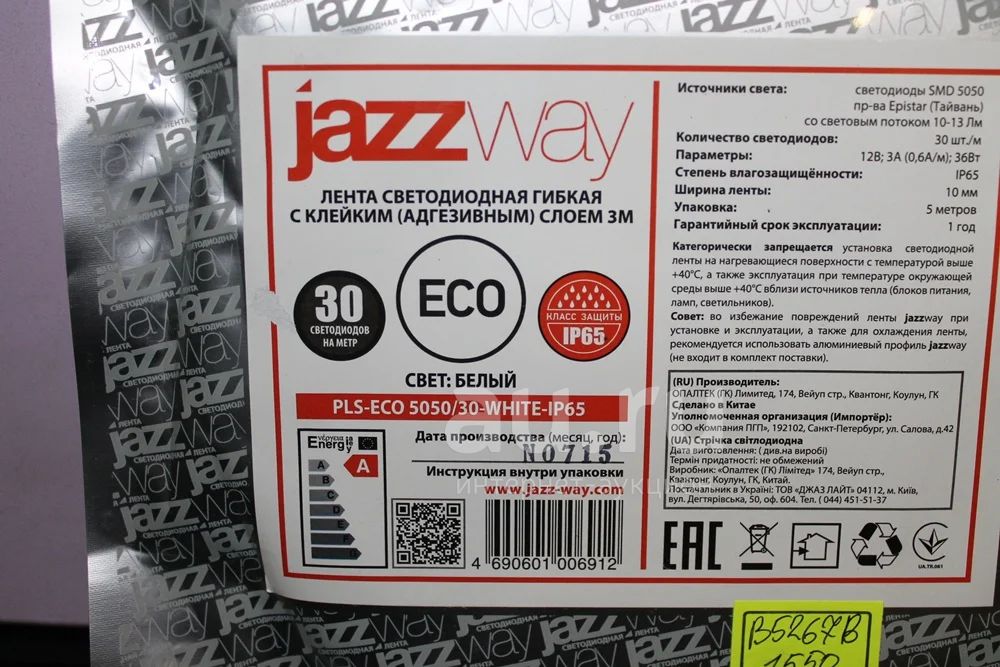 jazzway
ЛЕНТА СВЕТОДИОДНАЯ ГИБКАЯ
С КЛЕЙКИМ (АДГЕЗИВНЫМ) СЛОЕМ 3М
30
СВЕТОДИОДОВ
НА МЕТР
ECO
КЛАСС ЗАЩИТЫ
IP65
СВЕТ: БЕЛЫЙ
PLS-ECO 5050/30-WHITE-IP65
Energy
A
A
B
C
D
E
F
Дата производства (месяц, год):
N0715
Инструкция внутри упаковки
www.jazz-way.com
4 690601 006912
Источники света: светодиоды SMD 5050
пр-ва Epistar (Тайвань)
со световым потоком 10-13 Лм
Количество светодиодов: 30 шт./м
Параметры: 12В; 3А (0,6А/м); 36Вт
Степень влагозащищённости: IP65
Ширина ленты: 10 мм
Упаковка: 5 метров
Гарантийный срок эксплуатации: 1 год
Категорически запрещается установка светодиодной
ленты на нагревающиеся поверхности с температурой выше
+40°С, а также эксплуатация при температуре окружающей
среды выше +40°С вблизи источников тепла (блоков питания,
ламп, светильников).
Совет: во избежание повреждений ленты jazzway при
установке и эксплуатации, а также для охлаждения ленты,
рекомендуется использовать алюминиевый профиль jazzway
(не входит в комплект поставки).
(RU) Производитель:
ОПАЛТЕК (ГК) Лимитед, 174, Вейуп стр., Квантонг, Коулун, ГК
Сделано в Китае
Уполномоченная организация (Импортёр):
ООО «Компания ПГП», 192102, Санкт-Петербург, ул. Салова, д.42
(UA) Стрічка світлодіодна
Дата виготовлення: ( див.на виробі)
Термін придатності: не обмежений
Виробник: «Опалтек (ГК) Лімітед», 174, Вейуп стр.,
Квантонг, Коулун, ГК, Китай.
Постачальник в Україні: ТОВ «ДЖАЗ ЛАЙТ» 04112, м. Київ,
вул. Дегтярівська, 50, оф. 604. Тел. ( 044) 451-51-37
EAC
UA.TR.081
au.ru
интернет-аукцион
B5267B
1550